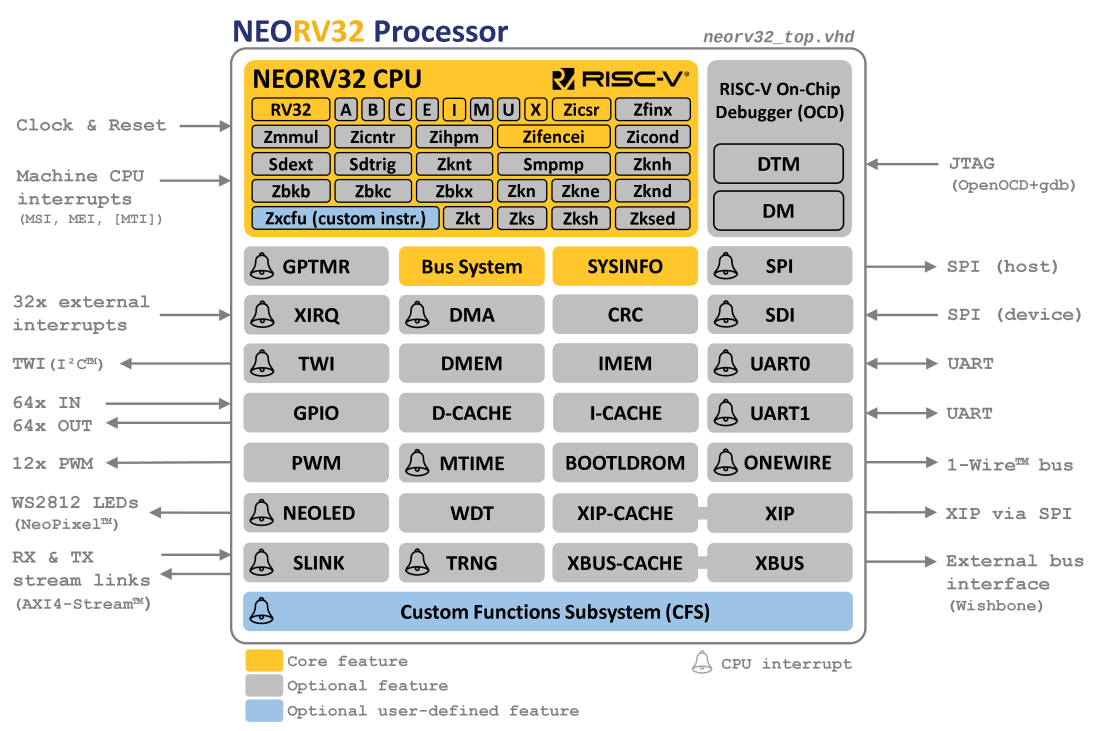 NEORV32 Processor
neorv32_top.vhd
NEORV32 CPU
RISC-V®
RV32 A B C E I M U X Zicsr Zfinx
Zmmul Zicntr Zihpm Zifencei Zicond
Sdext Sdtrig Zknt Smpmp Zknh
Zbkb Zbkc Zbkx Zkn Zkne Zknd
Zxcfu (custom instr.) Zkt Zks Zksh Zksed
RISC-V On-Chip
Debugger (OCD)
DTM
DM
Clock & Reset
Machine CPU
interrupts
(MSI, MEI, [MTI])
JTAG
(OpenOCD+gdb)
GPTMR Bus System SYSINFO SPI
SPI (host)
32x external
interrupts
XIRQ DMA CRC SDI
SPI (device)
TWI(I²C™)
TWI DMEM IMEM UART0
UART
64x IN
64x OUT
GPIO D-CACHE I-CACHE UART1
UART
12x PWM
PWM MTIME BOOTLDROM ONEWIRE
1-Wire™ bus
WS2812 LEDs
(NeoPixel™)
NEOLED WDT XIP-CACHE XIP
XIP via SPI
RX & TX
stream links
(AXI4-Stream™)
SLINK TRNG XBUS-CACHE XBUS
External bus
interface
(Wishbone)
Custom Functions Subsystem (CFS)
Core feature
Optional feature
Optional user-defined feature
CPU interrupt